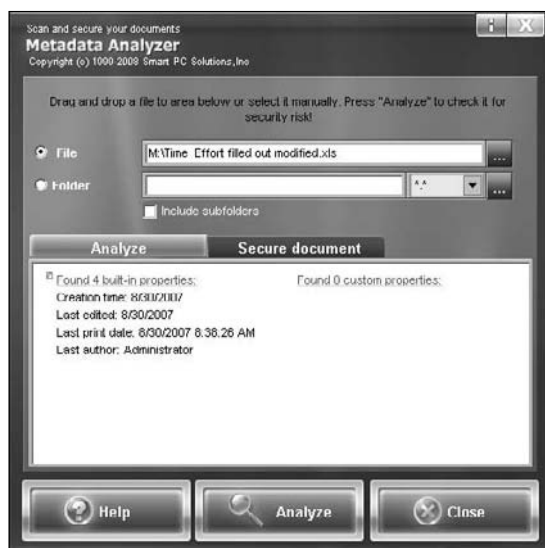 Scan and secure your documents
Metadata Analyzer
Copyright (c) 1999-2009 Smart PC Solutions,Inc
i X
Drag and drop a file to area below or select it manually. Press "Analyze" to check it for
security risk!
File M:\Time Effort filled out modified.xls ...
Folder *.* ...
Include subfolders
Analyze Secure document
Found 4 built-in properties: Found 0 custom properties:
Creation time: 8/30/2007
Last edited: 8/30/2007
Last print date: 8/30/2007 8:38:26 AM
Last author: Administrator
? Help Analyze Close